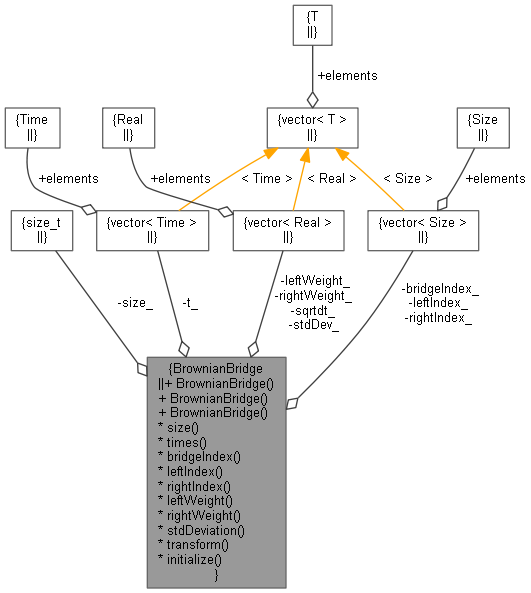 {T
||}
+elements
{Time
||}
{Real
||}
{vector< T >
||}
{Size
||}
+elements
+elements
< Time >
< Real >
< Size >
+elements
{size_t
||}
{vector< Time >
||}
{vector< Real >
||}
{vector< Size >
||}
-size_
-t_
-leftWeight_
-rightWeight_
-sqrtdt_
-stdDev_
-bridgeIndex_
-leftIndex_
-rightIndex_
{BrownianBridge
||+ BrownianBridge()
+ BrownianBridge()
+ BrownianBridge()
* size()
* times()
* bridgeIndex()
* leftIndex()
* rightIndex()
* leftWeight()
* rightWeight()
* stdDeviation()
* transform()
* initialize()
}